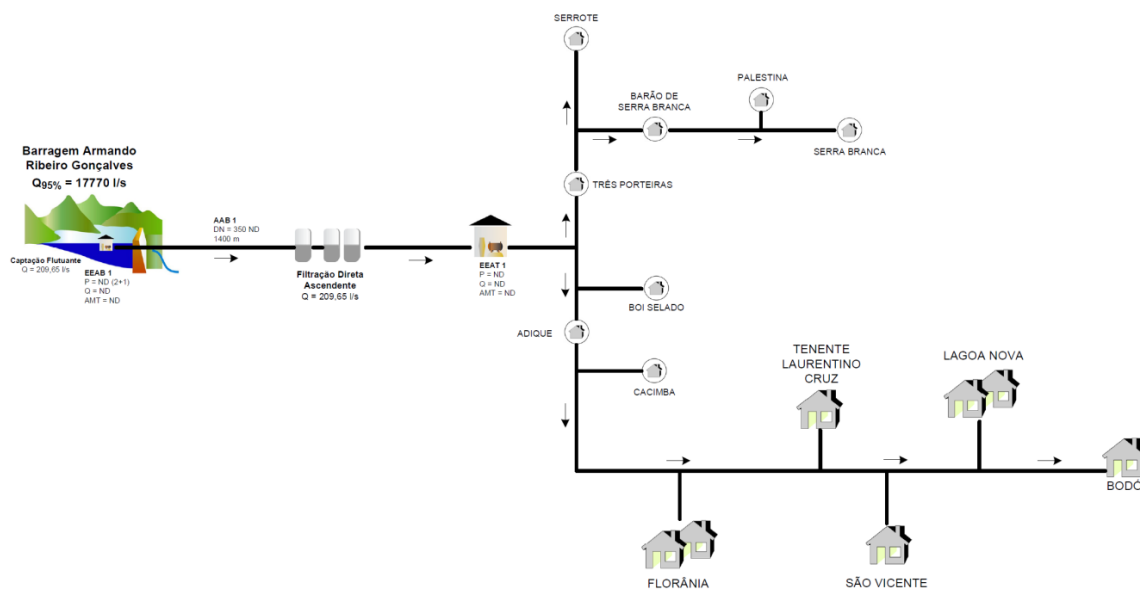 SERROTE
PALESTINA
BARÃO DE
SERRA BRANCA
SERRA BRANCA
Barragem Armando
Ribeiro Gonçalves
Q95% = 17770 l/s
TRÊS PORTEIRAS
AAB 1
DN = 350 ND
1400 m
Captação Flutuante
Q = 209,65 l/s
EEAB 1
P = ND (2+1)
Q = ND
AMT = ND
Filtração Direta
Ascendente
Q = 209,65 l/s
EEAT 1
P = ND
Q = ND
AMT = ND
BOI SELADO
ADIQUE
CACIMBA
TENENTE
LAURENTINO
CRUZ
LAGOA NOVA
BODÓ
FLORÂNIA
SÃO VICENTE